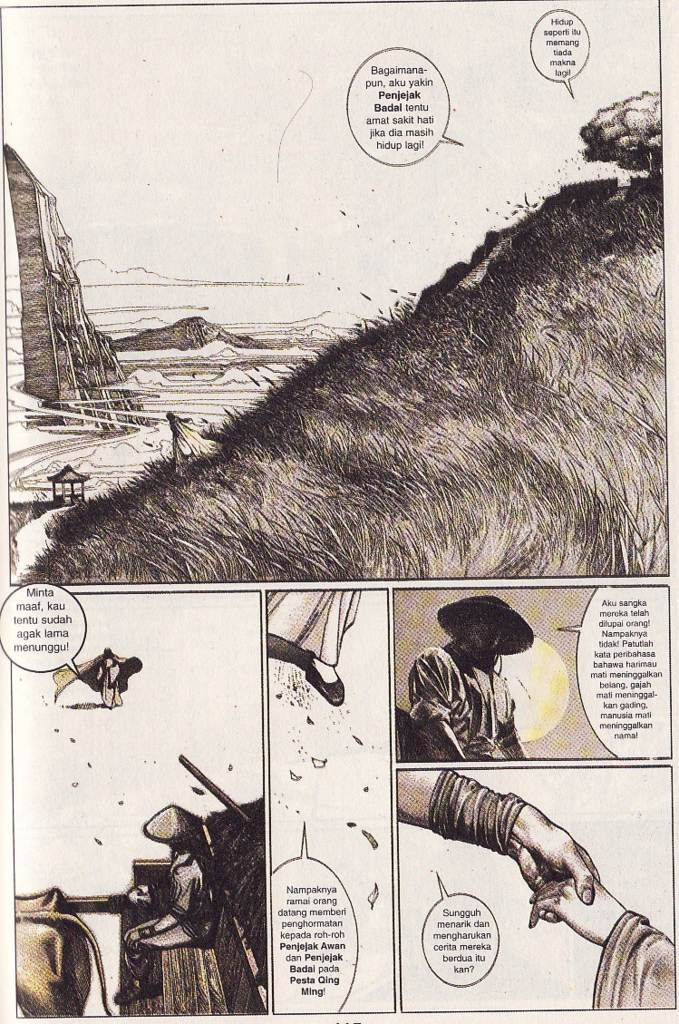 Bagaimana-
pun, aku yakin
Penjejak
Badai tentu
amat sakit hati
jika dia masih
hidup lagi!
Hidup
seperti itu
memang
tiada
makna
lagi!
Minta
maaf, kau
tentu sudah
agak lama
menunggu!
Nampaknya
ramai orang
datang memberi
penghormatan
kepada roh-roh
Penjejak Awan
dan Penjejak
Badai pada
Pesta Qing
Ming!
Aku sangka
mereka telah
dilupai orang!
Nampaknya
tidak! Patutlah
kata peribahasa
bahawa harimau
mati meninggalkan
belang, gajah
mati meninggal-
kan gading,
manusia mati
meninggalkan
nama!
Sungguh
menarik dan
mengharukan
cerita mereka
berdua itu
kan?